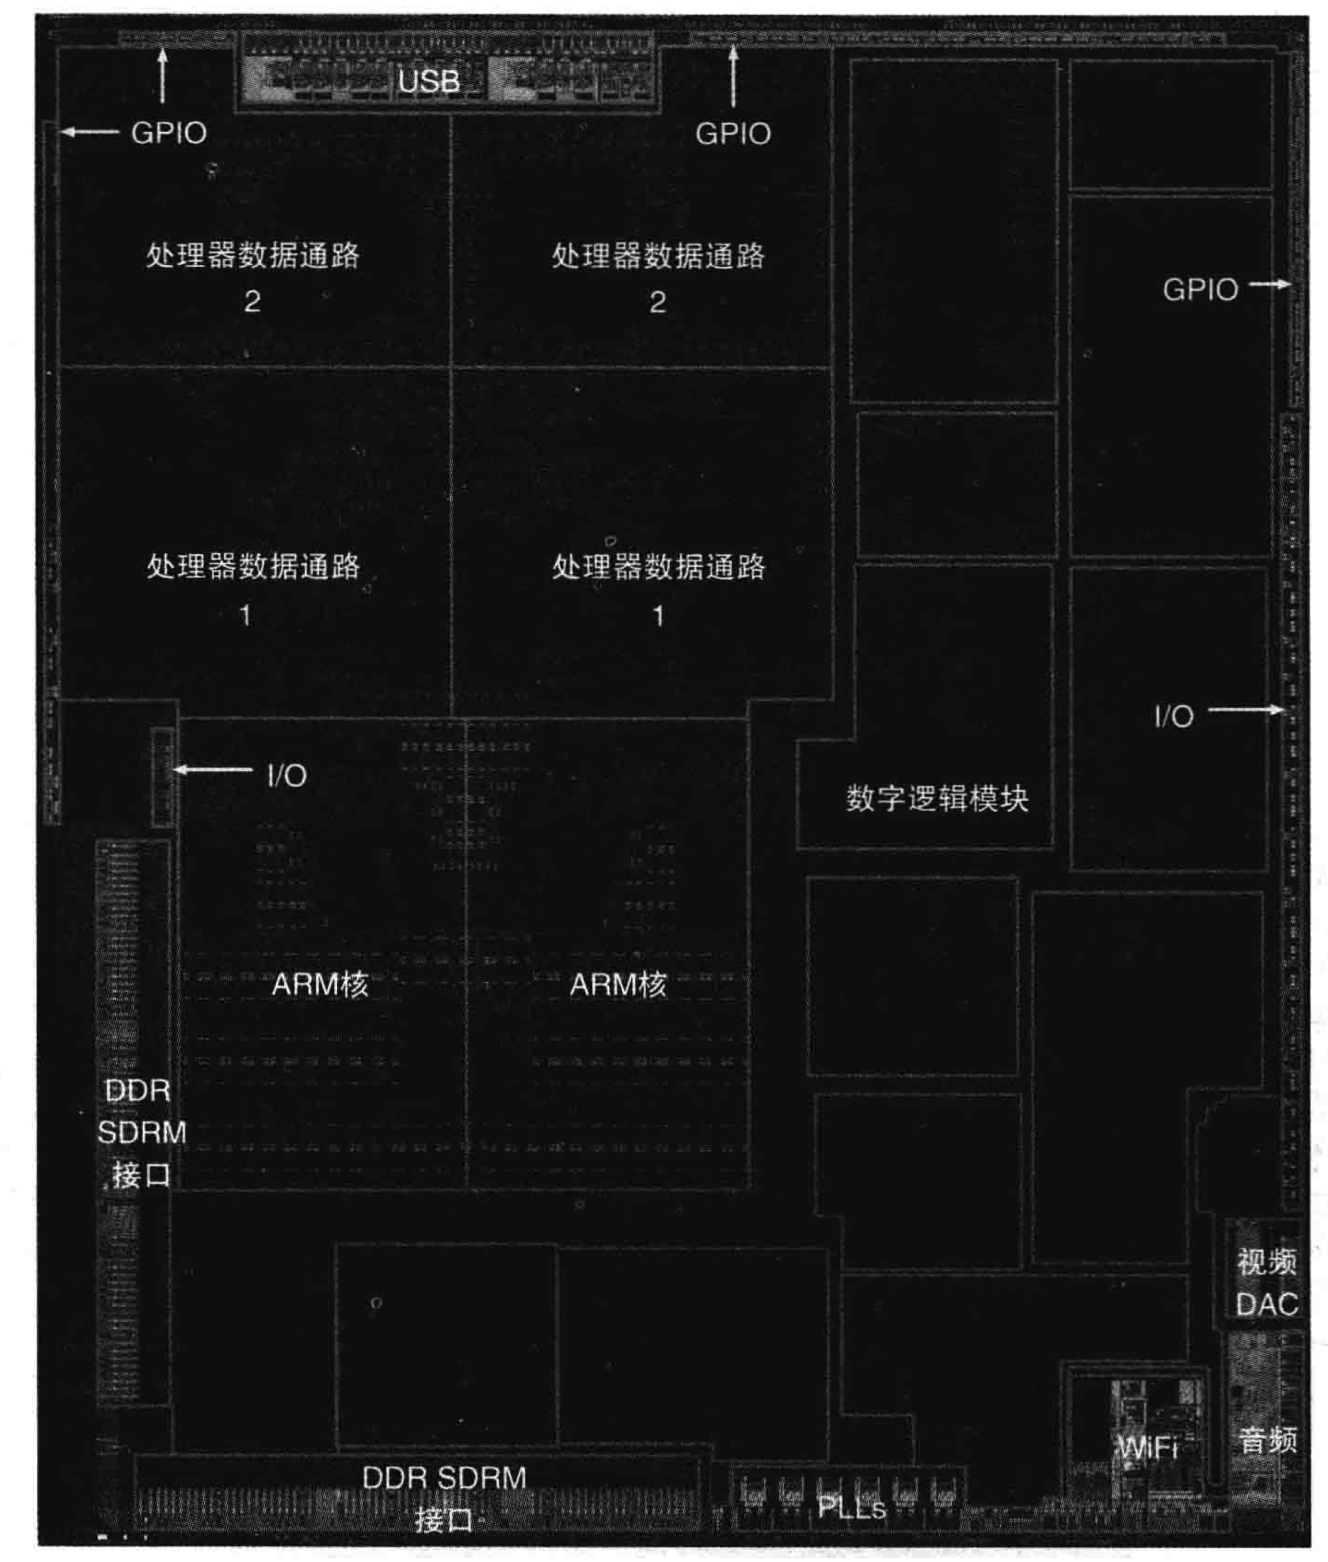 USB
GPIO
GPIO
处理器数据通路
2
处理器数据通路
2
GPIO
处理器数据通路
1
处理器数据通路
1
I/O
I/O
数字逻辑模块
ARM核
ARM核
DDR
SDRM
接口
视频
DAC
音频
WiFi
DDR SDRM
接口
PLLs